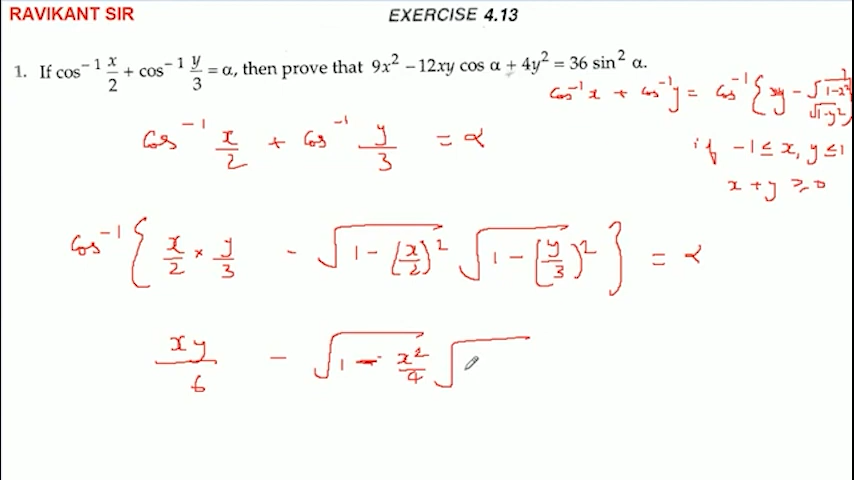 RAVIKANT SIR
EXERCISE 4.13
1. If cos⁻¹ x/2 + cos⁻¹ y/3 = α, then prove that 9x² − 12xy cos α + 4y² = 36 sin² α.
cos⁻¹x + cos⁻¹y = cos⁻¹{xy − √1−x²
√1−y²}
if −1 ≤ x, y ≤ 1
x + y ≥ 0
cos⁻¹ x/2 + cos⁻¹ y/3 = α
cos⁻¹{x/2 × y/3 − √(1 − (x/2)²) √(1 − (y/3)²)} = α
xy/6 − √(1 − x²/4) √